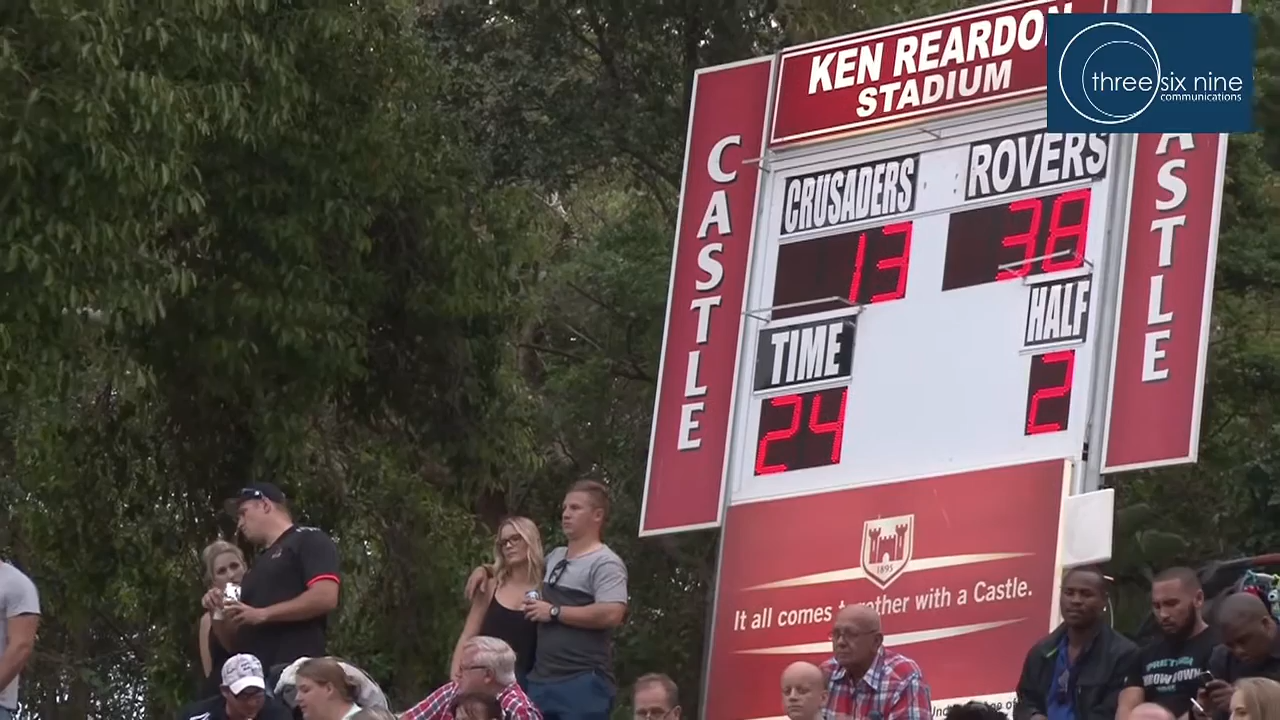 KEN REARDON
STADIUM
three six nine
communications
CASTLE
CRUSADERS
ROVERS
13
38
TIME
HALF
24
2
CASTLE
1895
It all comes together with a Castle.